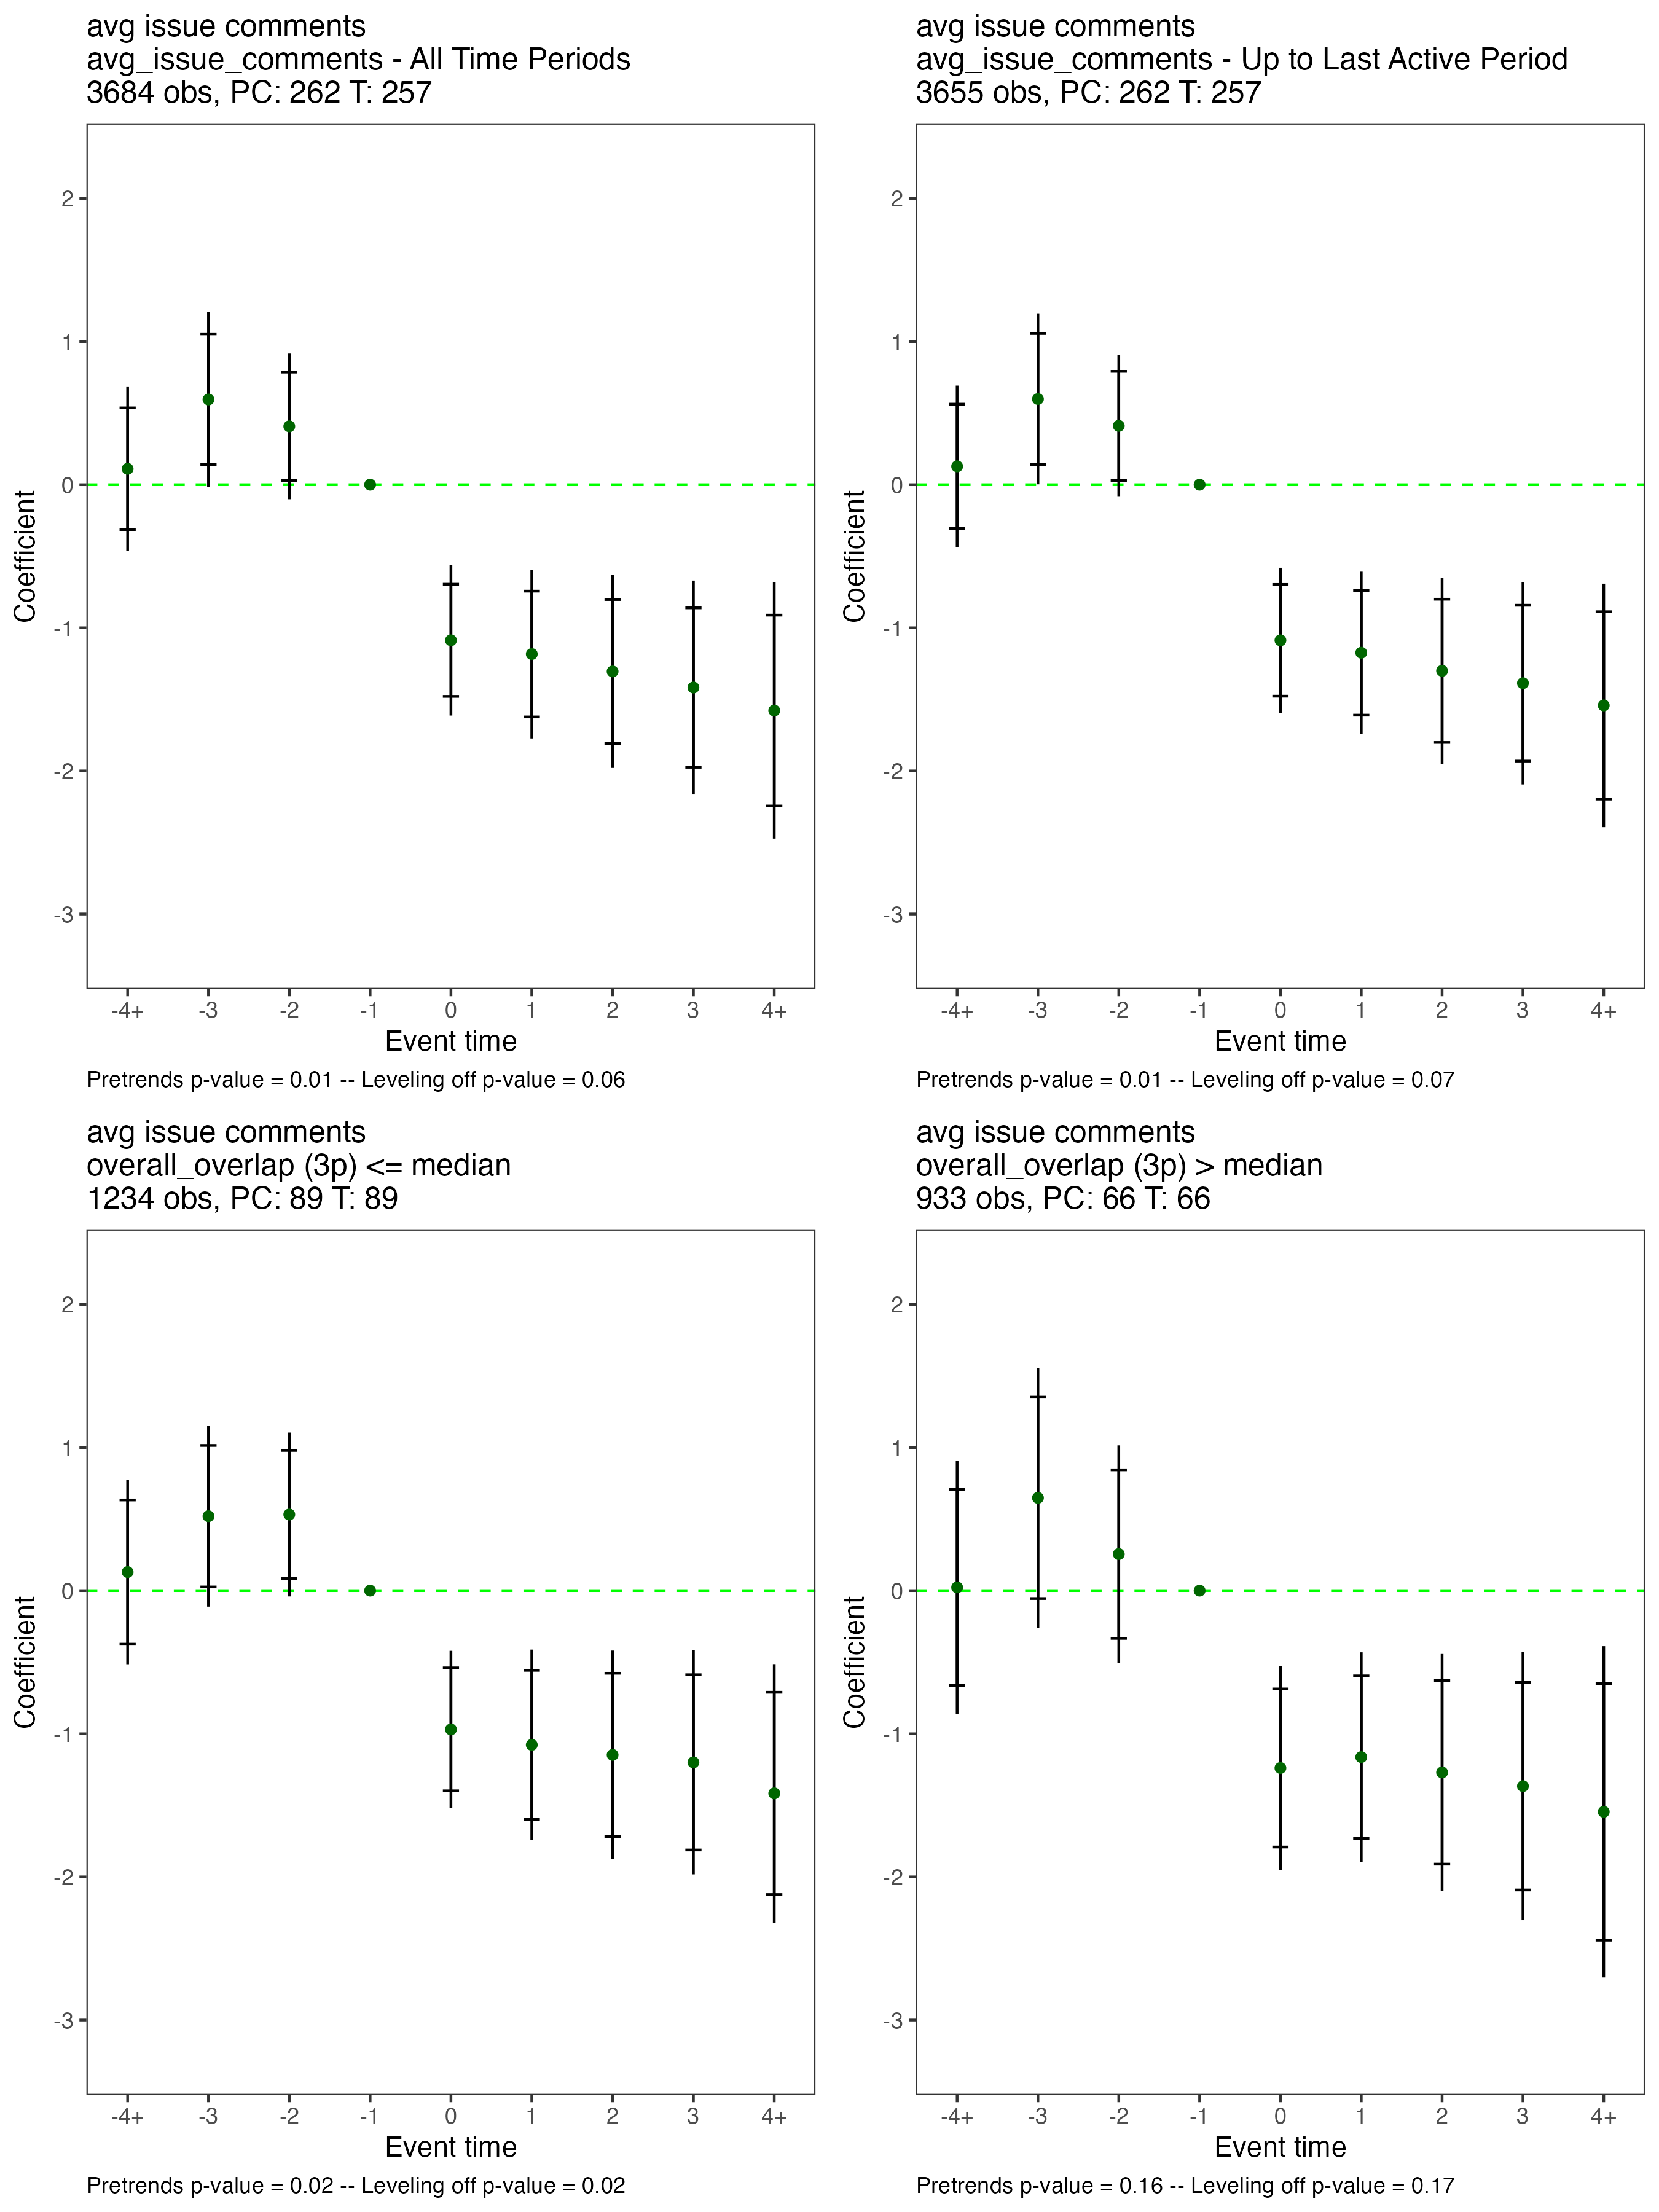 avg issue comments
avg_issue_comments - All Time Periods
3684 obs, PC: 262 T: 257
2
1
0
-1
-2
-3
Coefficient
-4+ -3 -2 -1 0 1 2 3 4+
Event time
Pretrends p-value = 0.01 -- Leveling off p-value = 0.06
avg issue comments
avg_issue_comments - Up to Last Active Period
3655 obs, PC: 262 T: 257
2
1
0
-1
-2
-3
Coefficient
-4+ -3 -2 -1 0 1 2 3 4+
Event time
Pretrends p-value = 0.01 -- Leveling off p-value = 0.07
avg issue comments
overall_overlap (3p) <= median
1234 obs, PC: 89 T: 89
2
1
0
-1
-2
-3
Coefficient
-4+ -3 -2 -1 0 1 2 3 4+
Event time
Pretrends p-value = 0.02 -- Leveling off p-value = 0.02
avg issue comments
overall_overlap (3p) > median
933 obs, PC: 66 T: 66
2
1
0
-1
-2
-3
Coefficient
-4+ -3 -2 -1 0 1 2 3 4+
Event time
Pretrends p-value = 0.16 -- Leveling off p-value = 0.17